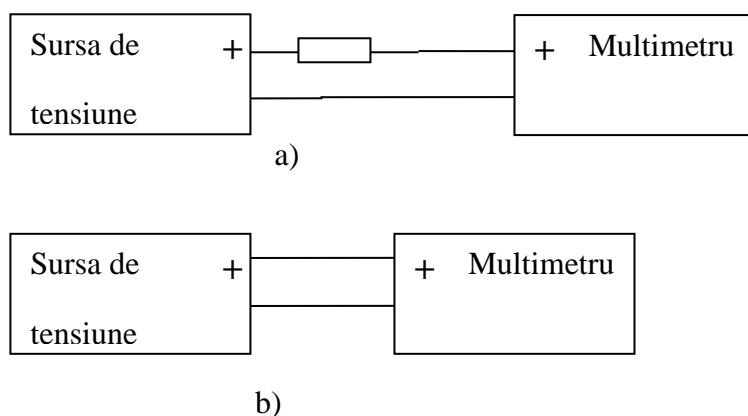 Sursa de + + Multimetru
tensiune
a)
Sursa de + + Multimetru
tensiune
b)